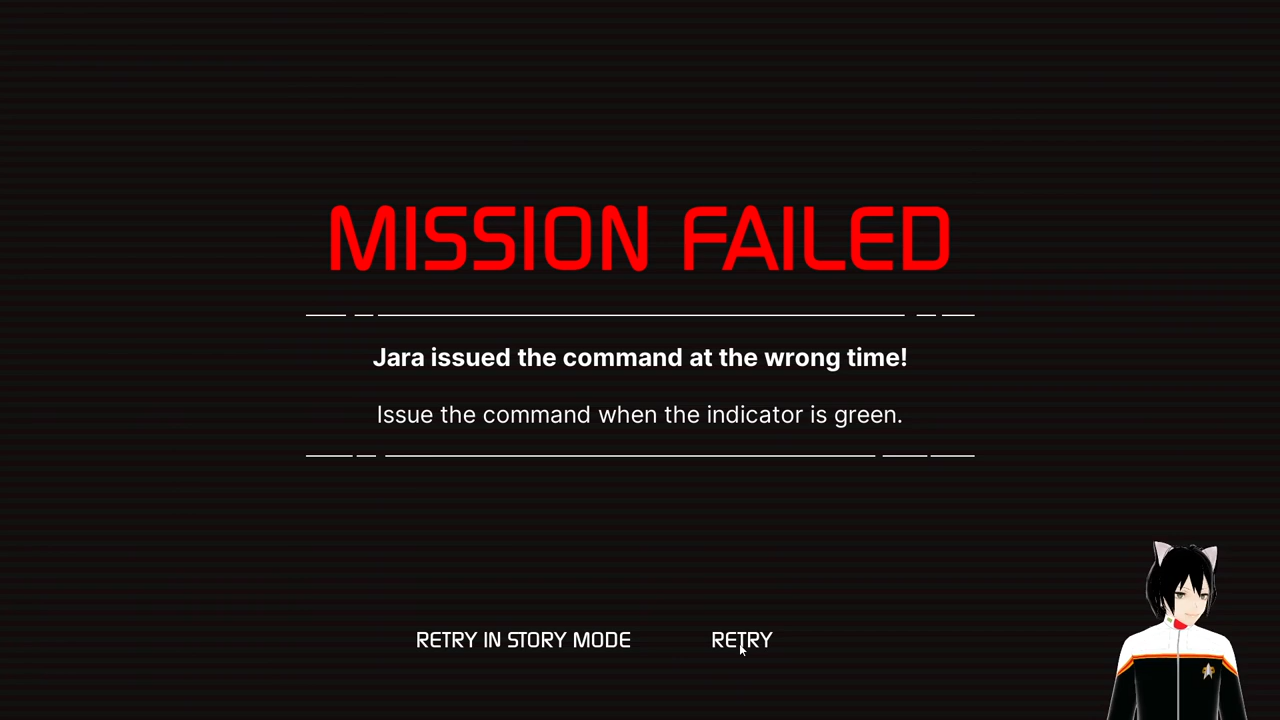 MISSION FAILED
Jara issued the command at the wrong time!
Issue the command when the indicator is green.
RETRY IN STORY MODE
RETRY